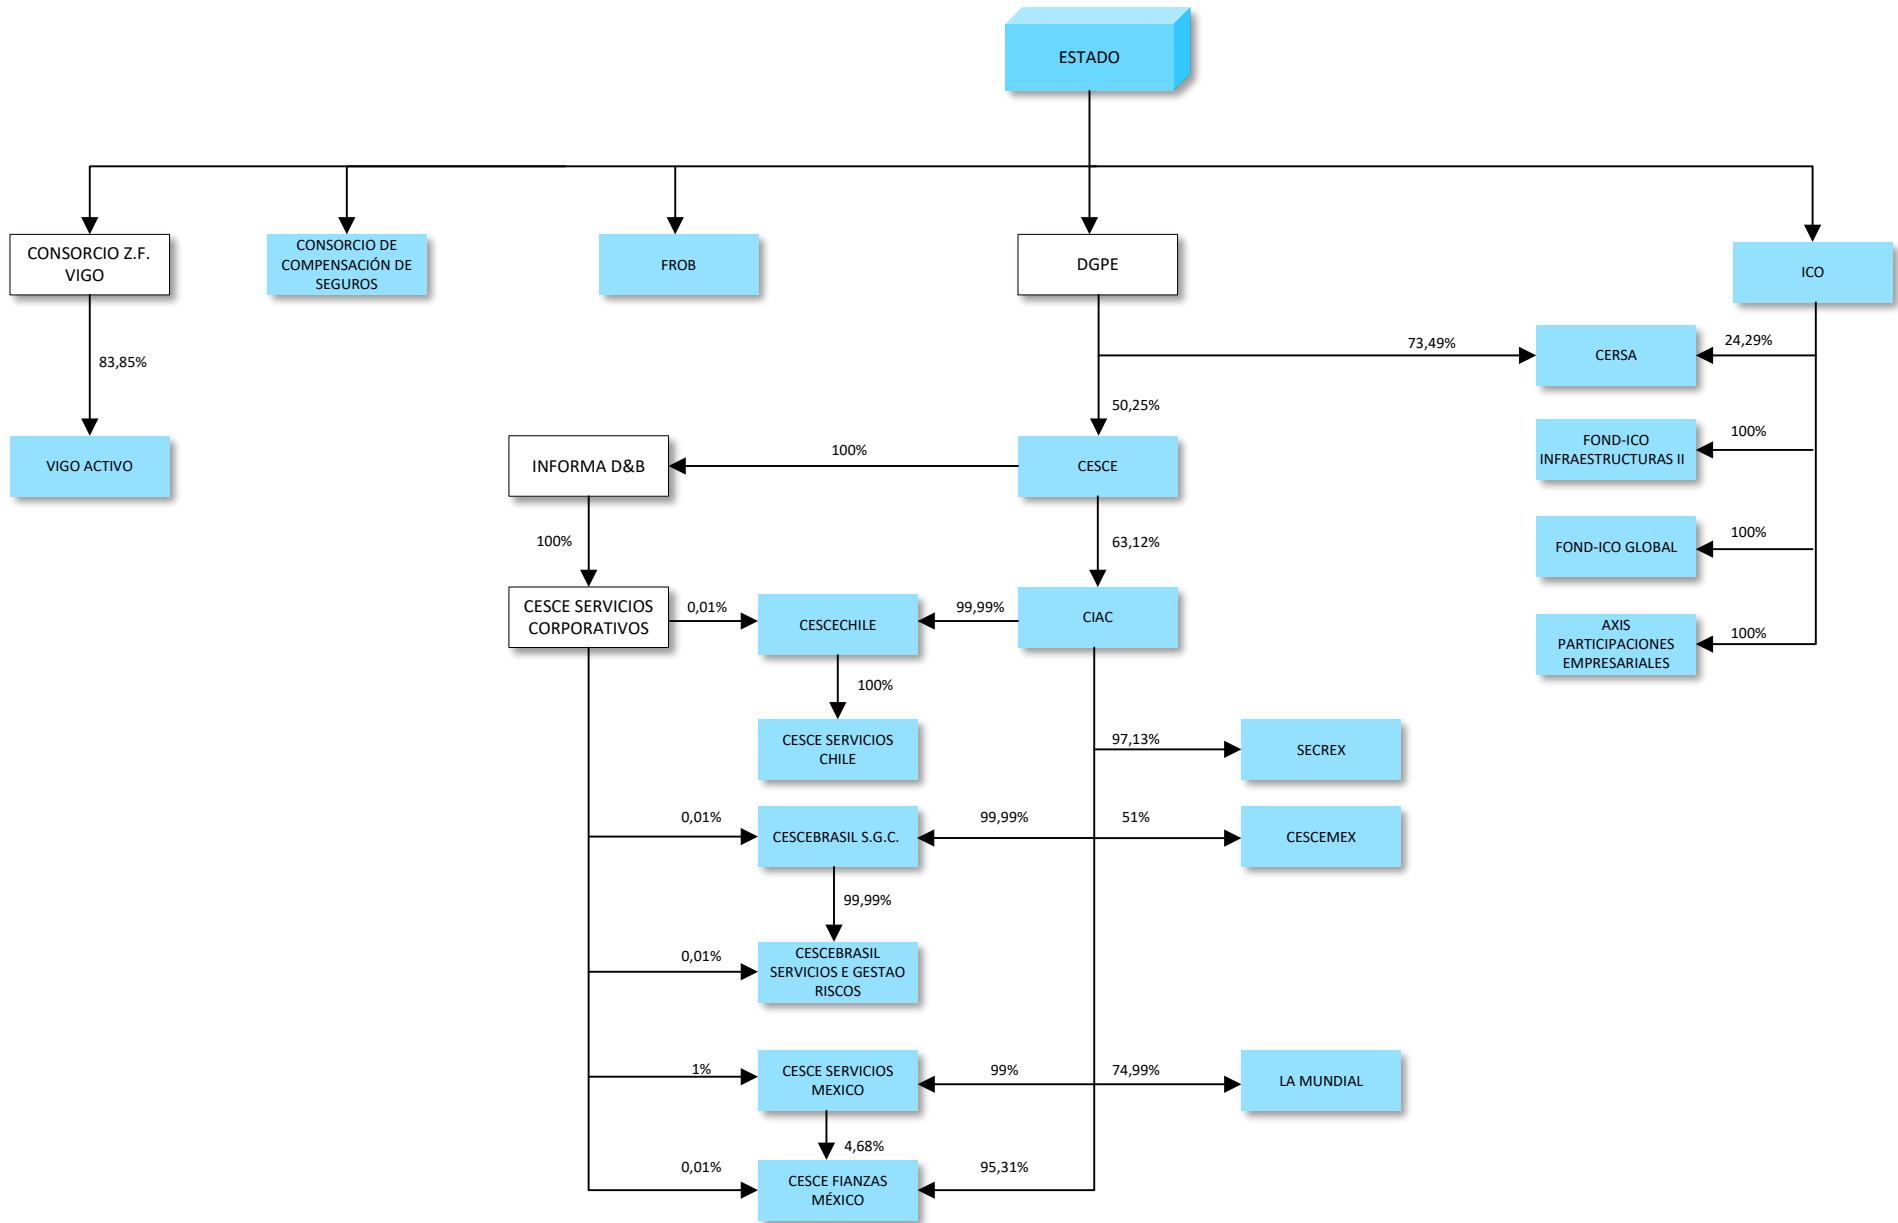 ESTADO
CONSORCIO Z.F.
VIGO
CONSORCIO DE
COMPENSACIÓN DE
SEGUROS
FROB
DGPE
ICO
83,85%
73,49%
CERSA
24,29%
50,25%
VIGO ACTIVO
INFORMA D&B
100%
CESCE
FOND-ICO
INFRAESTRUCTURAS II
100%
100%
63,12%
FOND-ICO GLOBAL
100%
CESCE SERVICIOS
CORPORATIVOS
0,01%
CESCECHILE
99,99%
CIAC
AXIS
PARTICIPACIONES
EMPRESARIALES
100%
100%
CESCE SERVICIOS
CHILE
97,13%
SECREX
0,01%
CESCEBRASIL S.G.C.
99,99%
51%
CESCEMEX
99,99%
0,01%
CESCEBRASIL
SERVICIOS E GESTAO
RISCOS
1%
CESCE SERVICIOS
MEXICO
99%
74,99%
LA MUNDIAL
4,68%
0,01%
CESCE FIANZAS
MÉXICO
95,31%